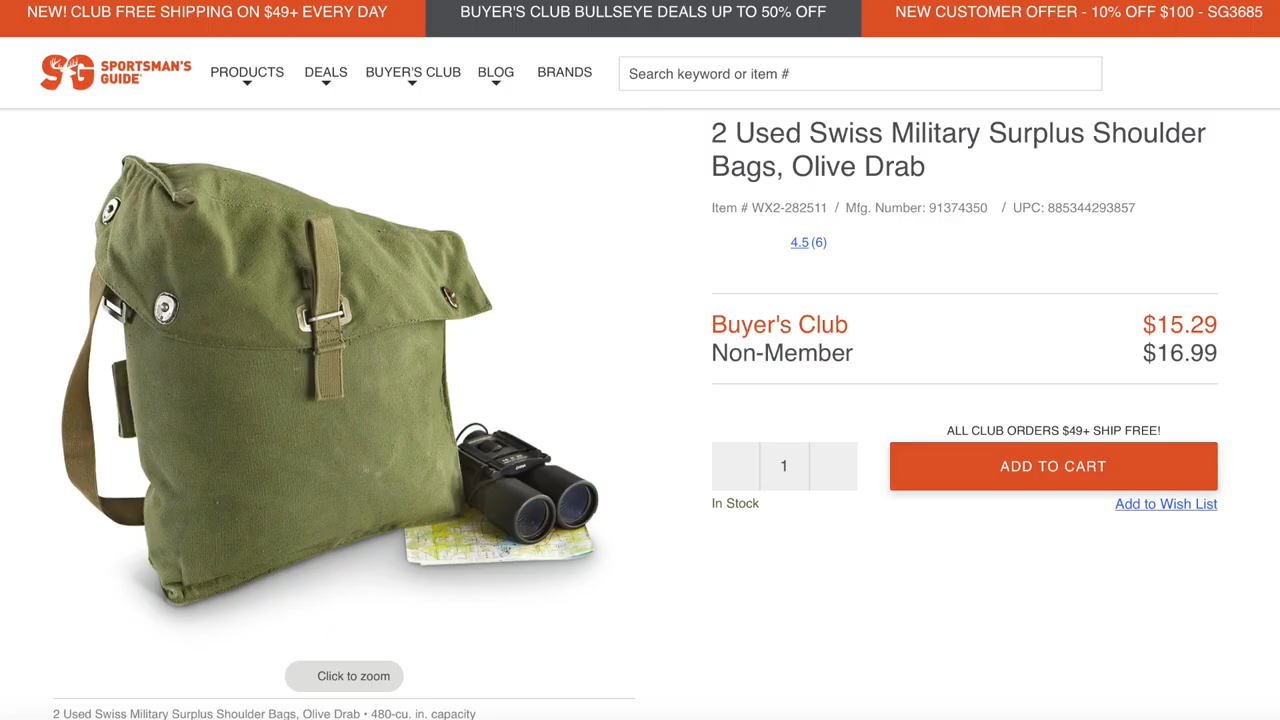 NEW! CLUB FREE SHIPPING ON $49+ EVERY DAY
BUYER'S CLUB BULLSEYE DEALS UP TO 50% OFF
NEW CUSTOMER OFFER - 10% OFF $100 - SG3685
SG SPORTSMAN'S
GUIDE
PRODUCTS
DEALS
BUYER'S CLUB
BLOG
BRANDS
Search keyword or item #
2 Used Swiss Military Surplus Shoulder
Bags, Olive Drab
Item # WX2-282511 / Mfg. Number: 91374350 / UPC: 885344293857
4.5 (6)
Buyer's Club $15.29
Non-Member $16.99
ALL CLUB ORDERS $49+ SHIP FREE!
1
ADD TO CART
In Stock
Add to Wish List
Click to zoom
2 Used Swiss Military Surplus Shoulder Bags, Olive Drab • 480-cu. in. capacity